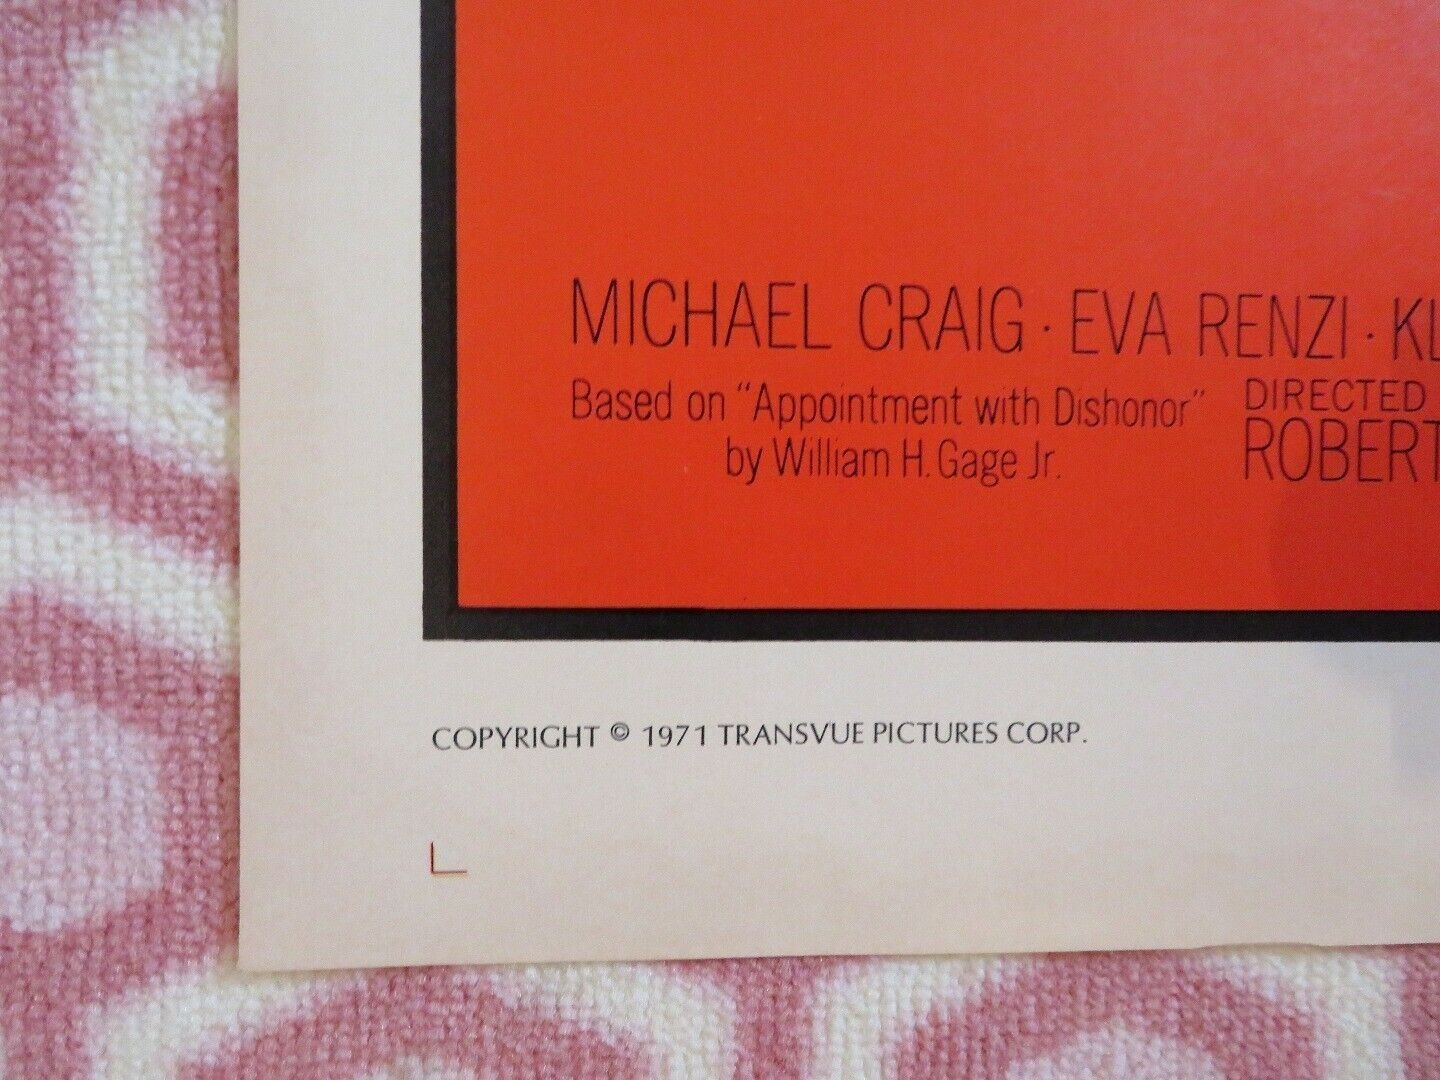 MICHAEL CRAIG · EVA RENZI ·
Based on "Appointment with Dishonor"
by William H. Gage Jr.
DIRECTED
ROBERT
COPYRIGHT © 1971 TRANSVUE PICTURES CORP.